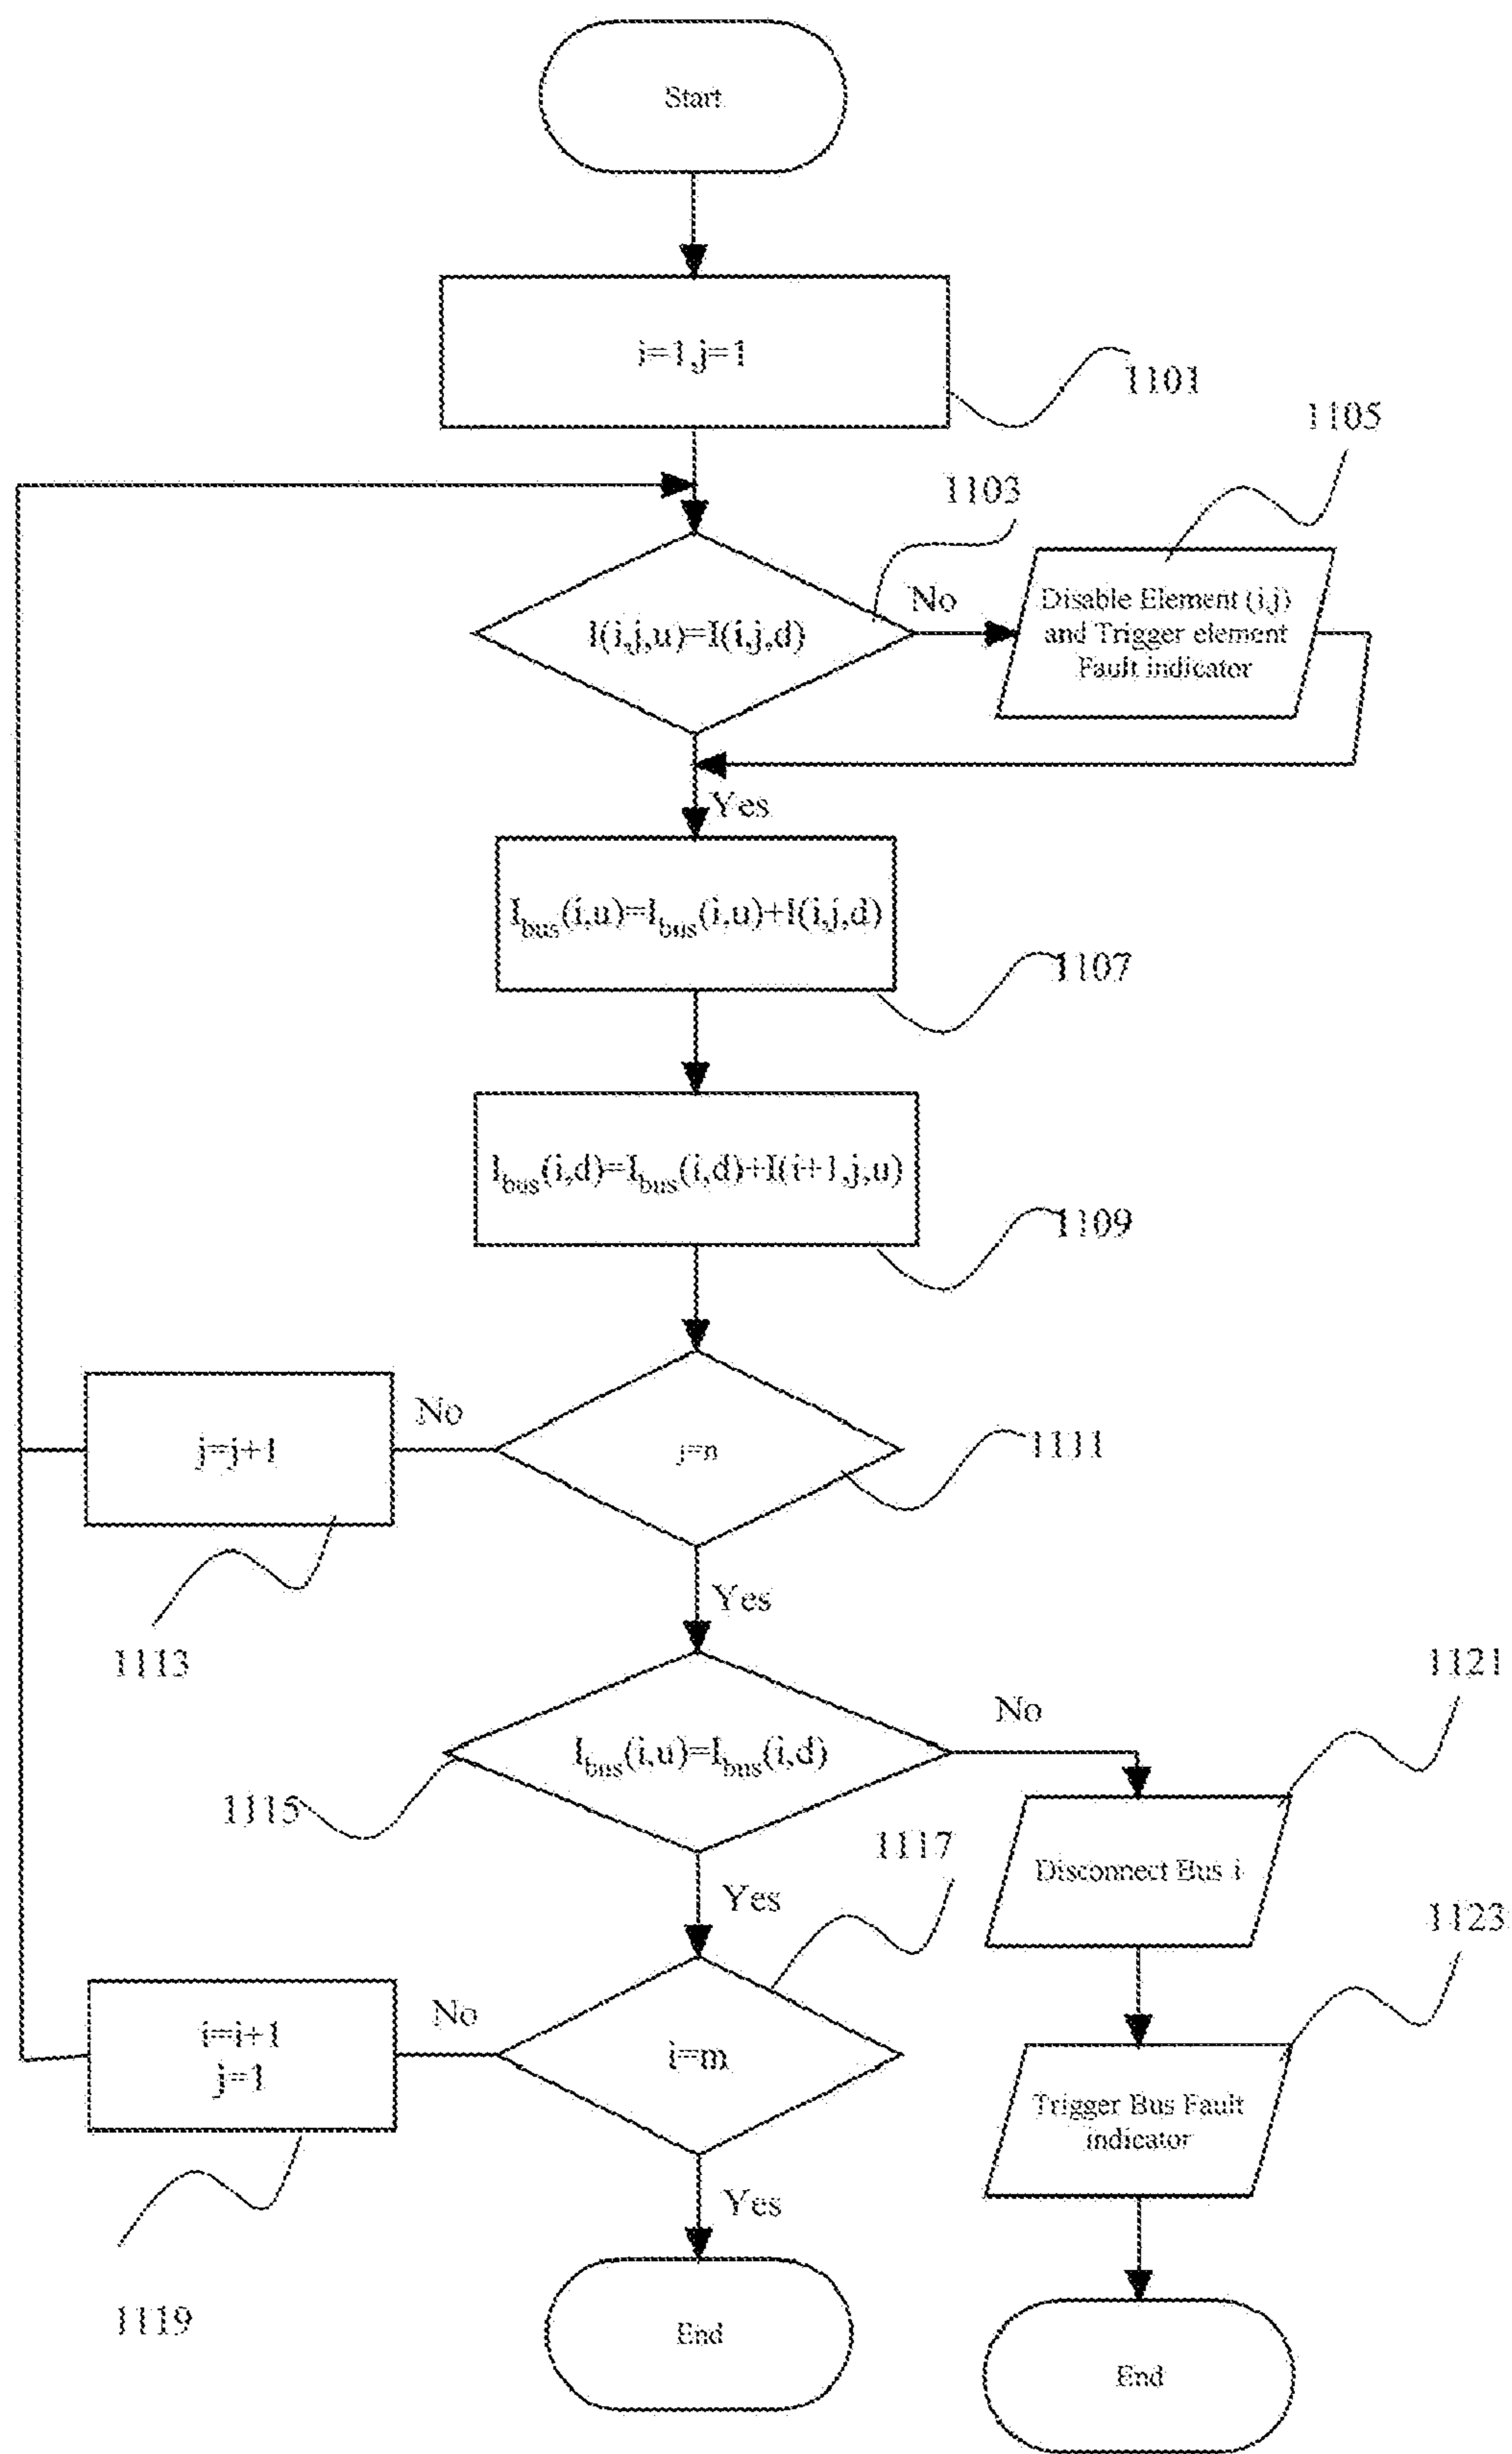 Start
i=1,j=1
1101
1105
1103
No
Disable Element (i,j)
and Trigger element
Fault indicator
I(i,j,u)=I(i,j,d)
Yes
Ibus(i,u)=Ibus(i,u)+I(i,j,d)
1107
Ibus(i,d)=Ibus(i,d)+I(i+1,j,u)
1109
j=j+1
No
j=n
1111
1113
Yes
1121
No
Ibus(i,u)=Ibus(i,d)
1115
1117
Disconnect Bus i
Yes
1123
i=i+1
j=1
No
i=m
Trigger Bus Fault
indicator
Yes
1119
End
End